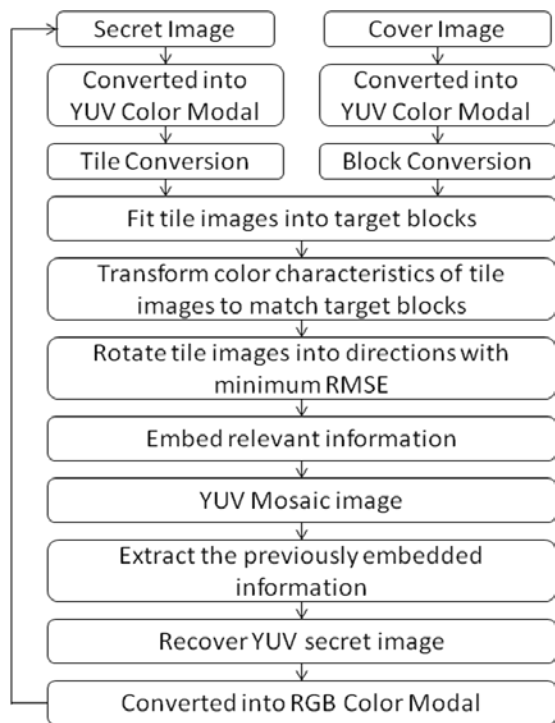 Secret Image
Cover Image
Converted into
YUV Color Modal
Converted into
YUV Color Modal
Tile Conversion
Block Conversion
Fit tile images into target blocks
Transform color characteristics of tile
images to match target blocks
Rotate tile images into directions with
minimum RMSE
Embed relevant information
YUV Mosaic image
Extract the previously embedded
information
Recover YUV secret image
Converted into RGB Color Modal